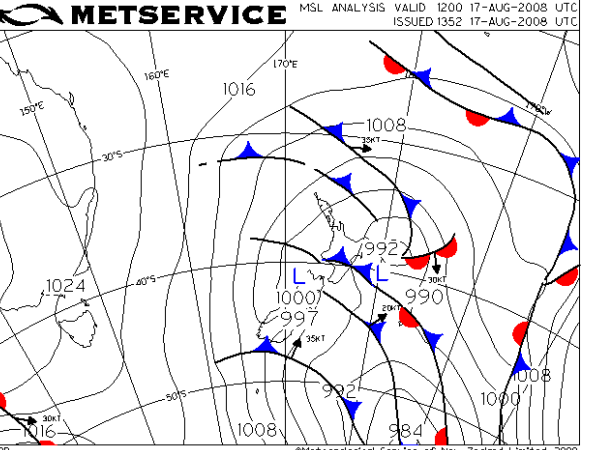 METSERVICE
MSL ANALYSIS VALID 1200 17-AUG-2008 UTC
ISSUED 1352 17-AUG-2008 UTC
170°E
160°E
1016
150°E
170°W
1008
35KT
30°S
992
L
L
30KT
1024
40°S
1000
990
20KT
997
35KT
1008
992
1000
50°S
30KT
1016
1008
984